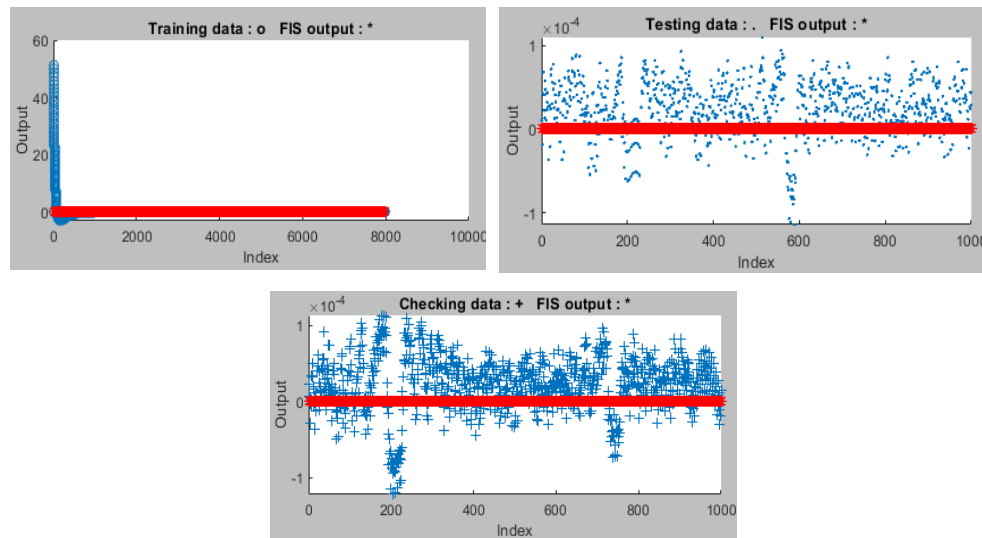 Training data : o FIS output : *
60
40
20
0
Output
0 2000 4000 6000 8000 10000
Index
×10⁻⁴
Testing data : . FIS output : *
1
0
-1
Output
0 200 400 600 800 1000
Index
×10⁻⁴
Checking data : + FIS output : *
1
0
-1
Output
0 200 400 600 800 1000
Index